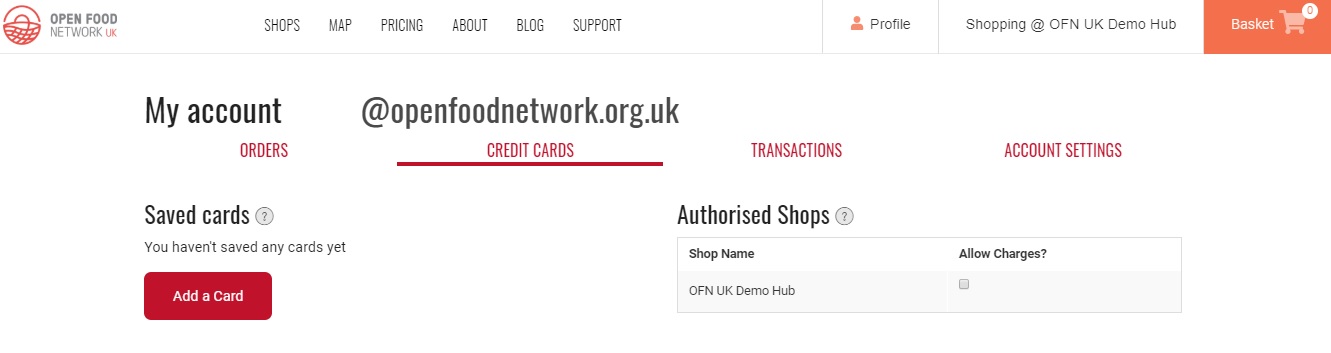 OPEN FOOD
NETWORK UK
SHOPS MAP PRICING ABOUT BLOG SUPPORT
Profile
Shopping @ OFN UK Demo Hub
Basket 0
My account @openfoodnetwork.org.uk
ORDERS CREDIT CARDS TRANSACTIONS ACCOUNT SETTINGS
Saved cards ?
You haven't saved any cards yet
Add a Card
Authorised Shops ?
Shop Name Allow Charges?
OFN UK Demo Hub